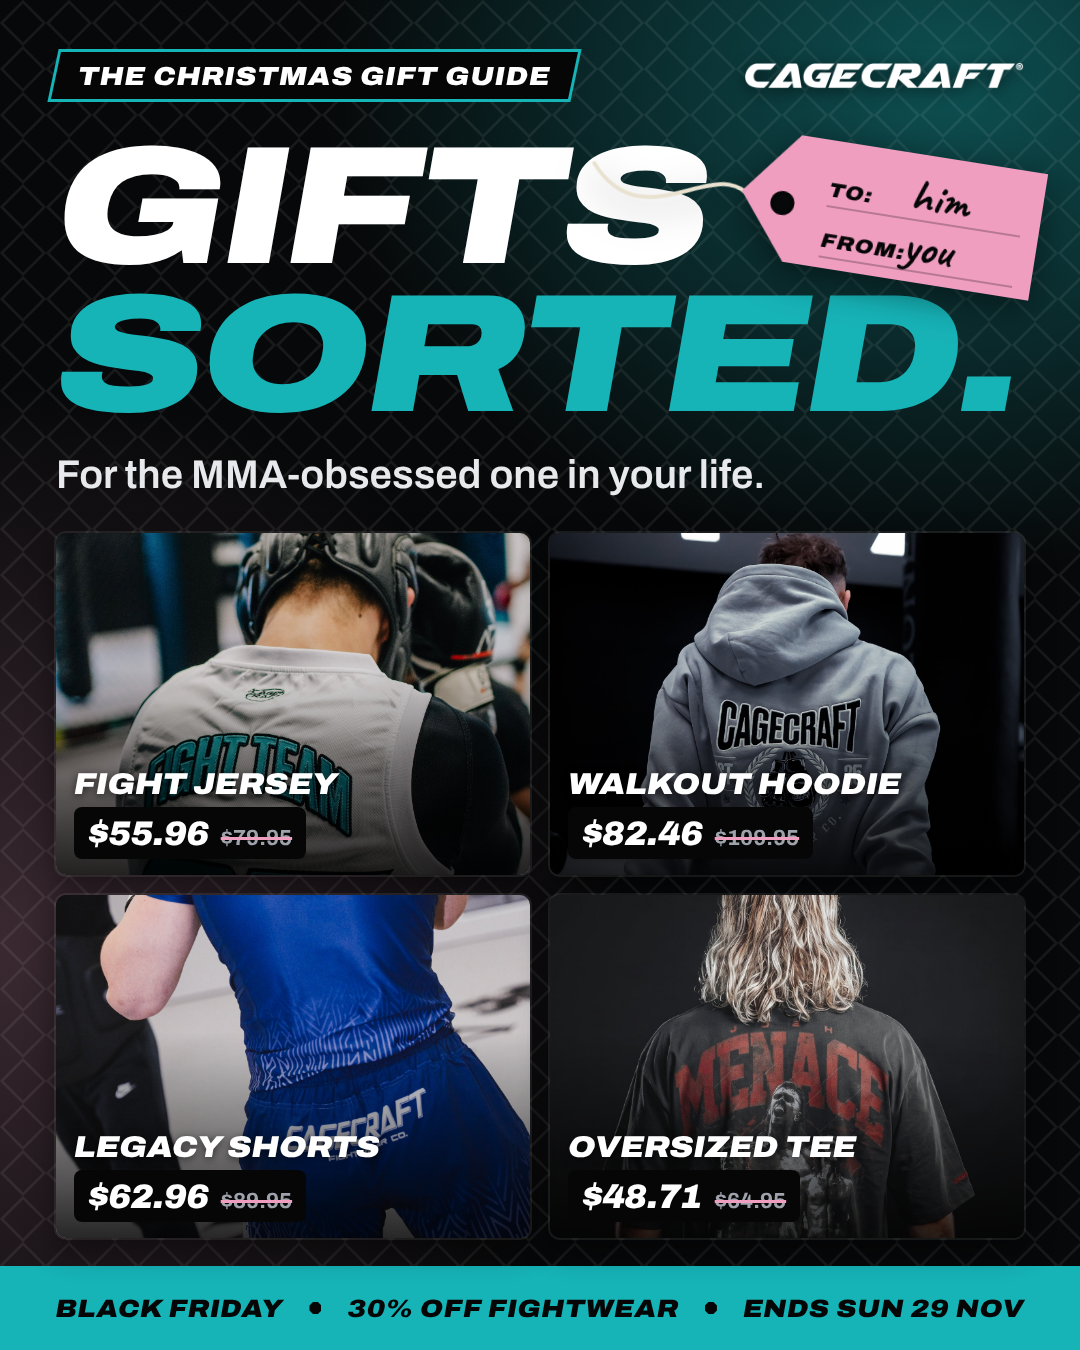 THE CHRISTMAS GIFT GUIDE
CAGECRAFT®
GIFTS
TO: him
FROM: you
SORTED.
For the MMA-obsessed one in your life.
FIGHT TEAM
FIGHT JERSEY
$55.96 $79.95
CAGECRAFT
WALKOUT HOODIE
CO.
$82.46 $109.95
CAGECRAFT
LEGACY SHORTS
$62.96 $89.95
JOSH
MENACE
OVERSIZED TEE
$48.71 $64.95
BLACK FRIDAY • 30% OFF FIGHTWEAR • ENDS SUN 29 NOV